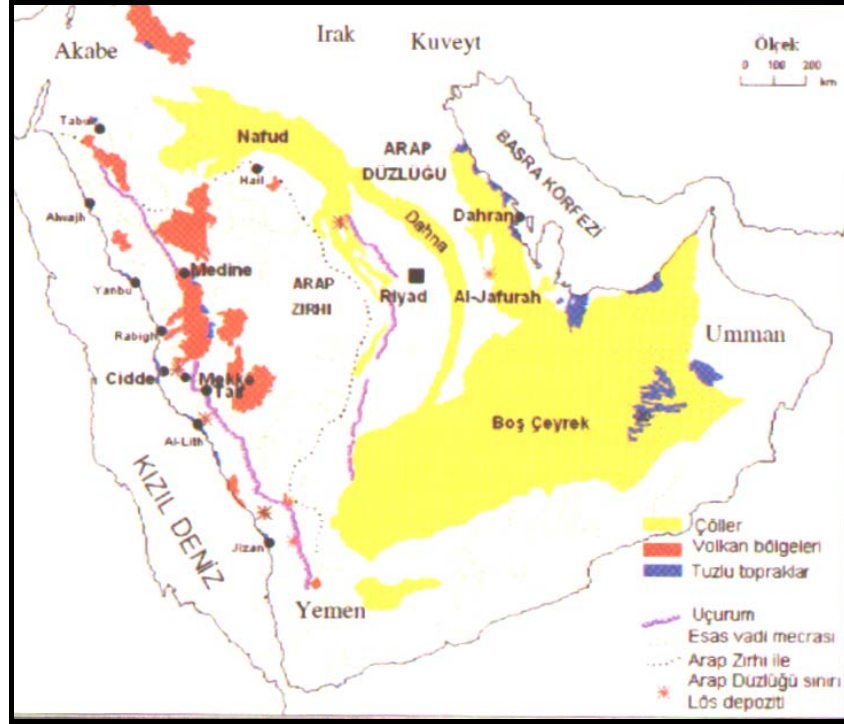 Irak
Kuveyt
Akabe
Ölçek
0 100 200
km
Tabuk
Nafud
ARAP
DÜZLÜĞÜ
BASRA KÖRFEZİ
Hail
Alwajh
Dahran
Dahna
Medine
ARAP
ZIRHI
Riyad
Al-Jafurah
Yanbu
Rabigh
Umman
Cidde
Mekke
Taif
Al-Lith
Boş Çeyrek
KIZIL DENİZ
Jizan
Yemen
Çöller
Volkan bölgeleri
Tuzlu topraklar
Uçurum
Esas vadi mecrası
Arap Zırhı ile
Arap Düzlüğü sınırı
Lös depoziti